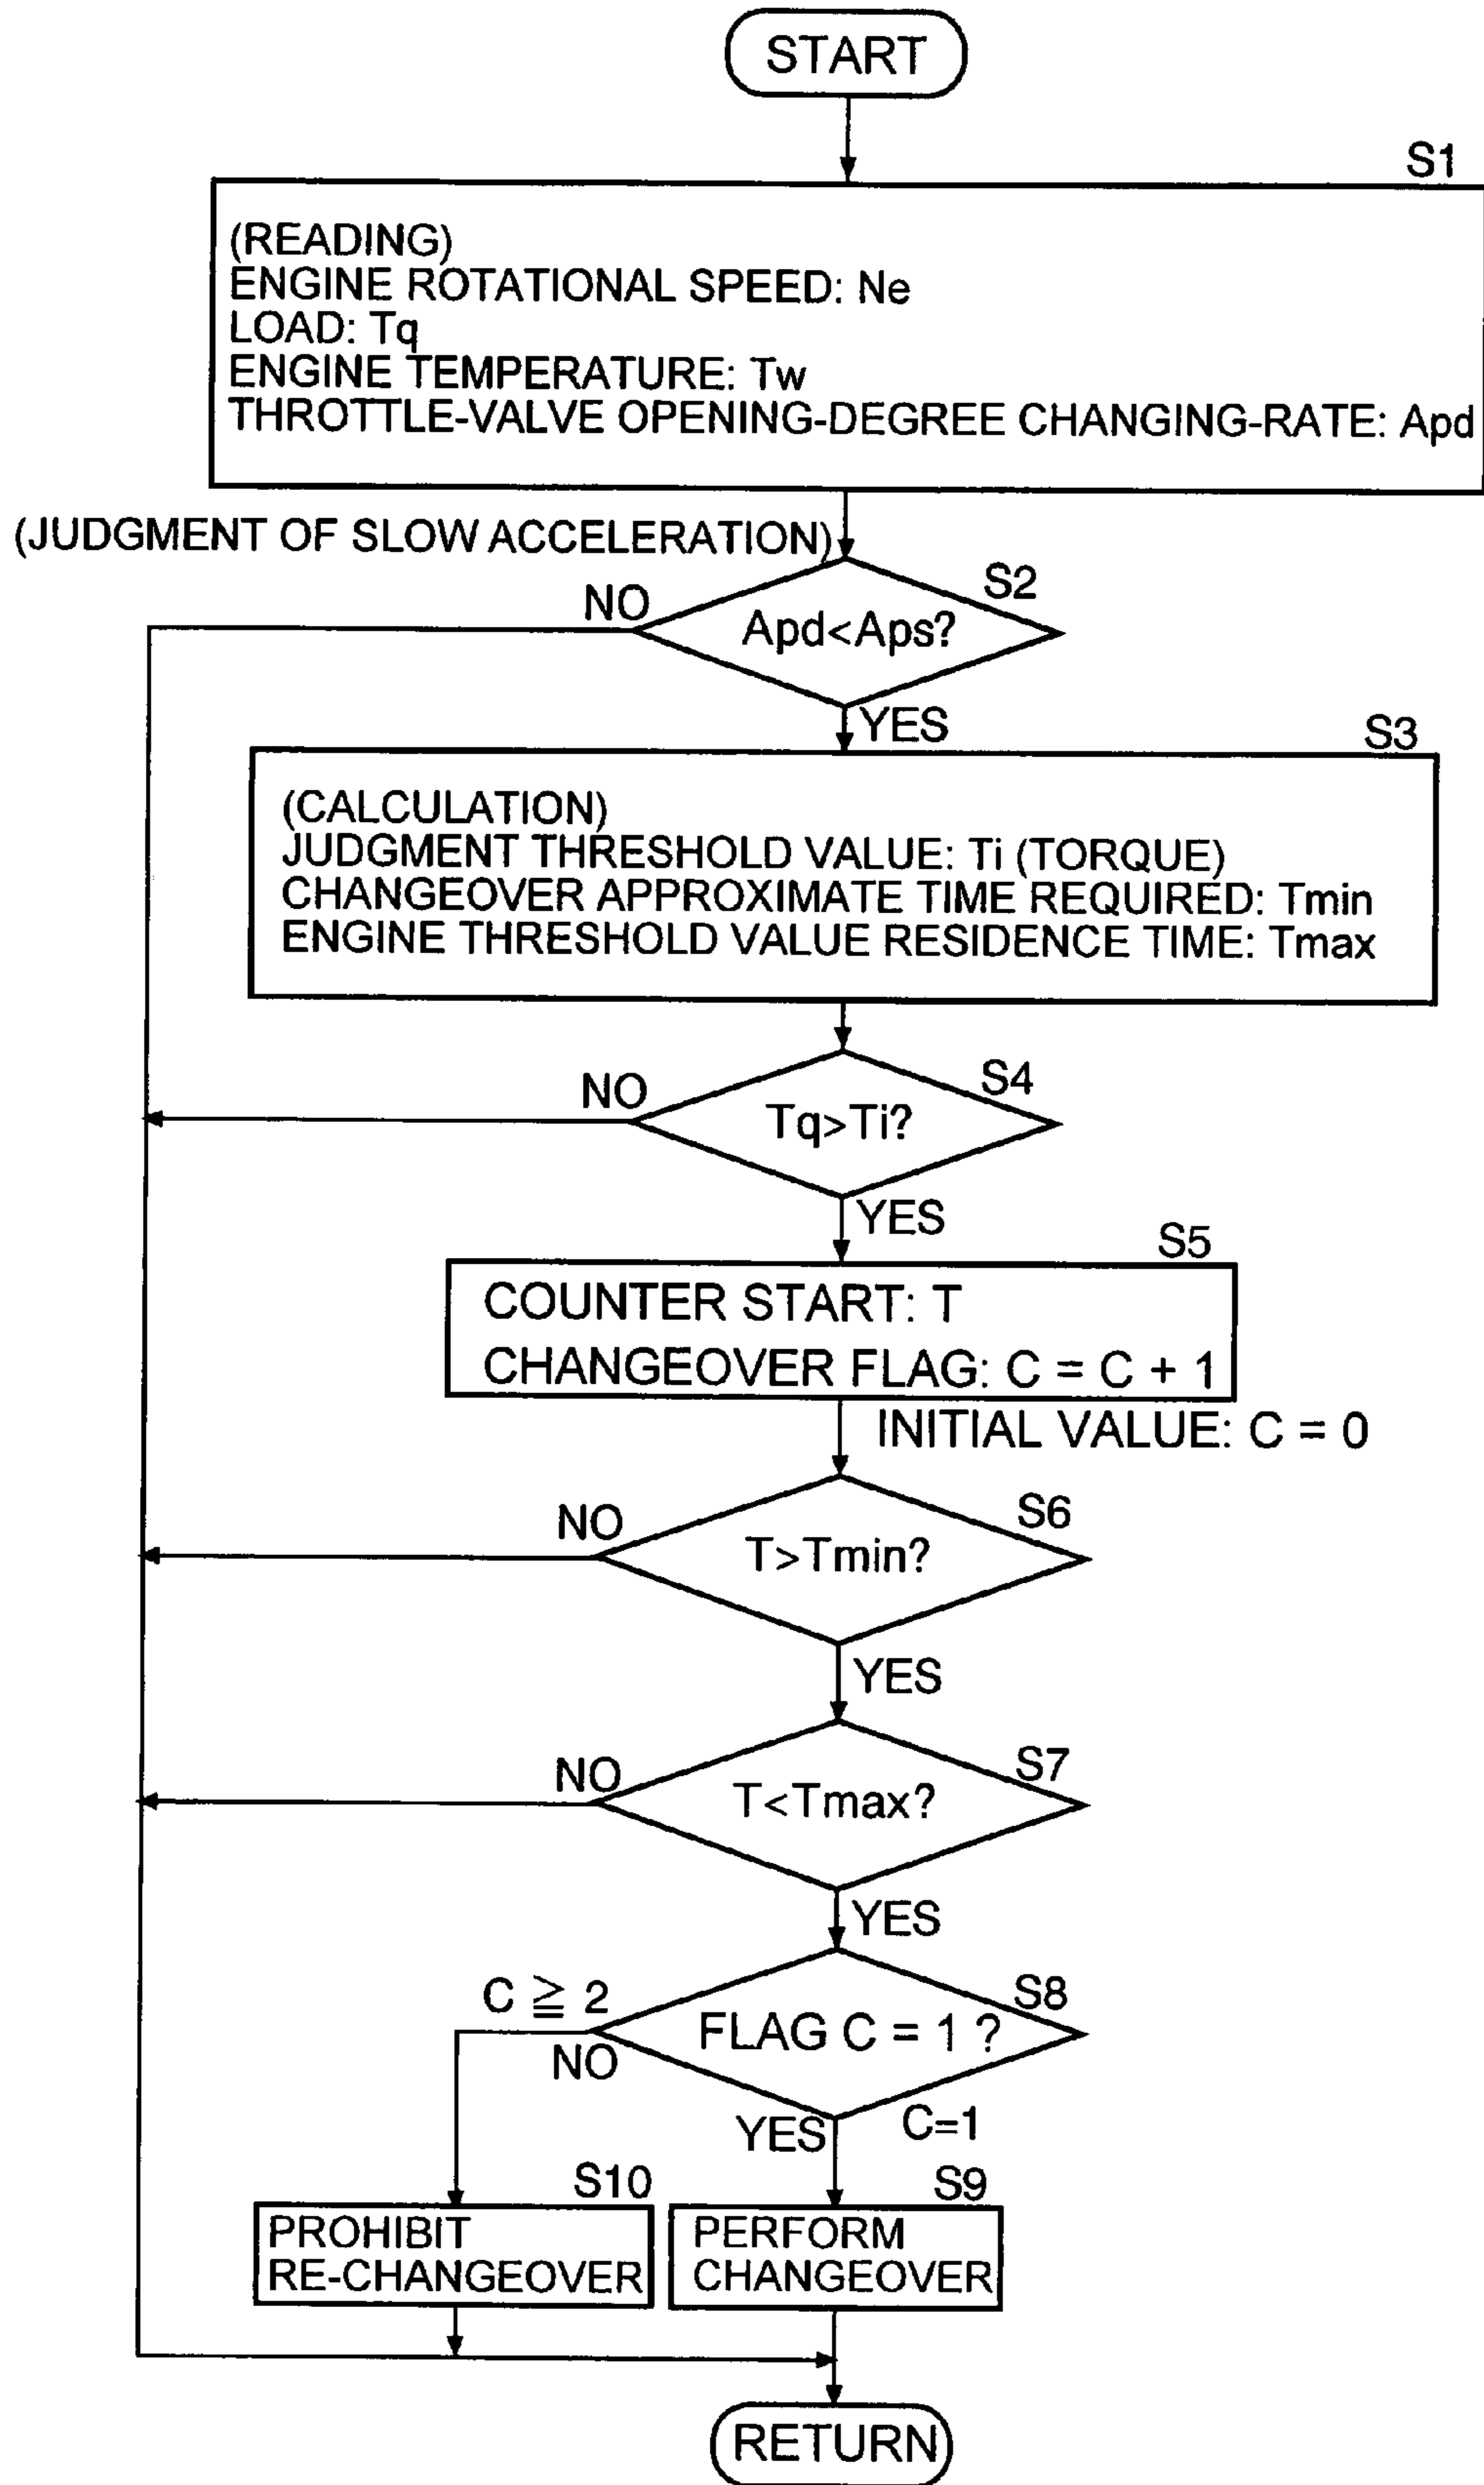 START
S1
(READING)
ENGINE ROTATIONAL SPEED: Ne
LOAD: Tq
ENGINE TEMPERATURE: Tw
THROTTLE-VALVE OPENING-DEGREE CHANGING-RATE: Apd
(JUDGMENT OF SLOW ACCELERATION)
S2
NO
Apd<Aps?
YES
S3
(CALCULATION)
JUDGMENT THRESHOLD VALUE: Ti (TORQUE)
CHANGEOVER APPROXIMATE TIME REQUIRED: Tmin
ENGINE THRESHOLD VALUE RESIDENCE TIME: Tmax
S4
NO
Tq>Ti?
YES
S5
COUNTER START: T
CHANGEOVER FLAG: C = C + 1
INITIAL VALUE: C = 0
S6
NO
T>Tmin?
YES
S7
NO
T<Tmax?
YES
S8
C ≧ 2
FLAG C = 1 ?
NO
C=1
YES
S10
S9
PROHIBIT
RE-CHANGEOVER
PERFORM
CHANGEOVER
RETURN